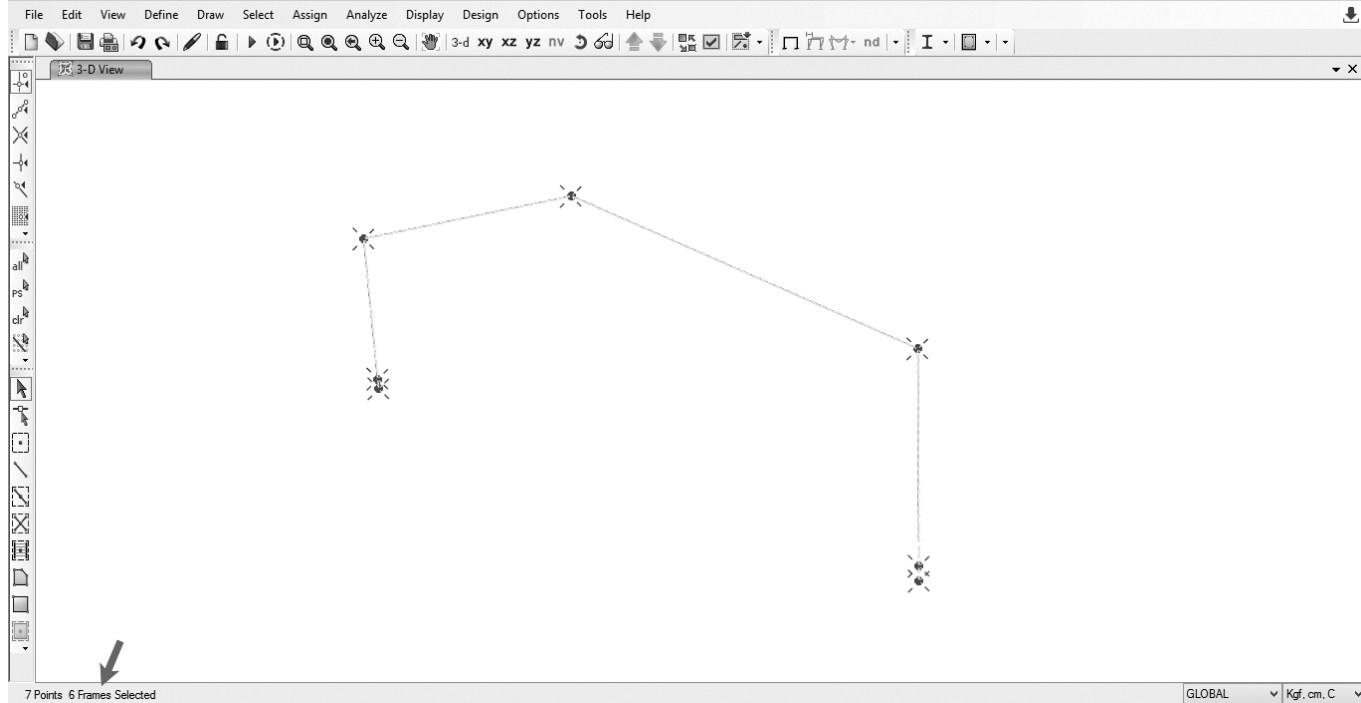 File Edit View Define Draw Select Assign Analyze Display Design Options Tools Help
3-d xy xz yz nv nd
3-D View
all
PS
clr
7 Points 6 Frames Selected
GLOBAL
Kgf, cm, C